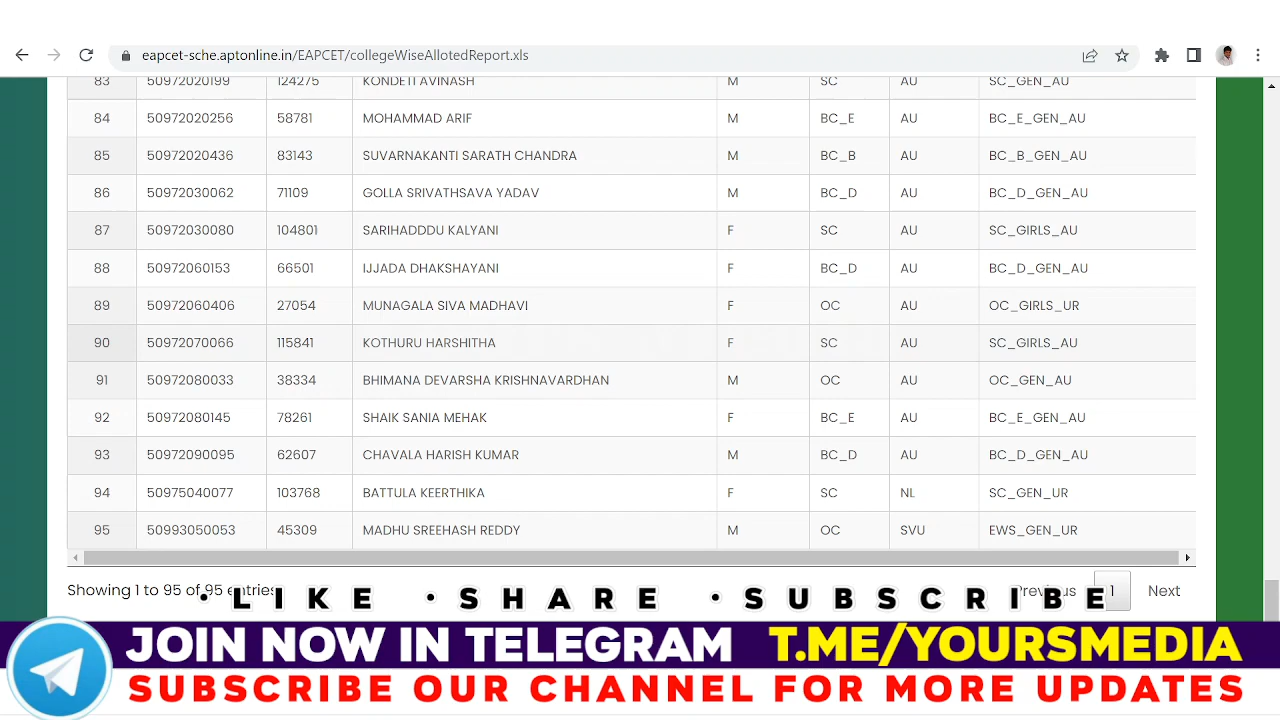 eapcet-sche.aptonline.in/EAPCET/collegeWiseAllotedReport.xls
83 50972020199 124275 KONDETI AVINASH M SC AU SC_GEN_AU
84 50972020256 58781 MOHAMMAD ARIF M BC_E AU BC_E_GEN_AU
85 50972020436 83143 SUVARNAKANTI SARATH CHANDRA M BC_B AU BC_B_GEN_AU
86 50972030062 71109 GOLLA SRIVATHSAVA YADAV M BC_D AU BC_D_GEN_AU
87 50972030080 104801 SARIHADDDU KALYANI F SC AU SC_GIRLS_AU
88 50972060153 66501 IJJADA DHAKSHAYANI F BC_D AU BC_D_GEN_AU
89 50972060406 27054 MUNAGALA SIVA MADHAVI F OC AU OC_GIRLS_UR
90 50972070066 115841 KOTHURU HARSHITHA F SC AU SC_GIRLS_AU
91 50972080033 38334 BHIMANA DEVARSHA KRISHNAVARDHAN M OC AU OC_GEN_AU
92 50972080145 78261 SHAIK SANIA MEHAK F BC_E AU BC_E_GEN_AU
93 50972090095 62607 CHAVALA HARISH KUMAR M BC_D AU BC_D_GEN_AU
94 50975040077 103768 BATTULA KEERTHIKA F SC NL SC_GEN_UR
95 50993050053 45309 MADHU SREEHASH REDDY M OC SVU EWS_GEN_UR
Showing 1 to 95 of 95 entries Previous 1 Next
•LIKE •SHARE •SUBSCRIBE
JOIN NOW IN TELEGRAM T.ME/YOURSMEDIA
SUBSCRIBE OUR CHANNEL FOR MORE UPDATES